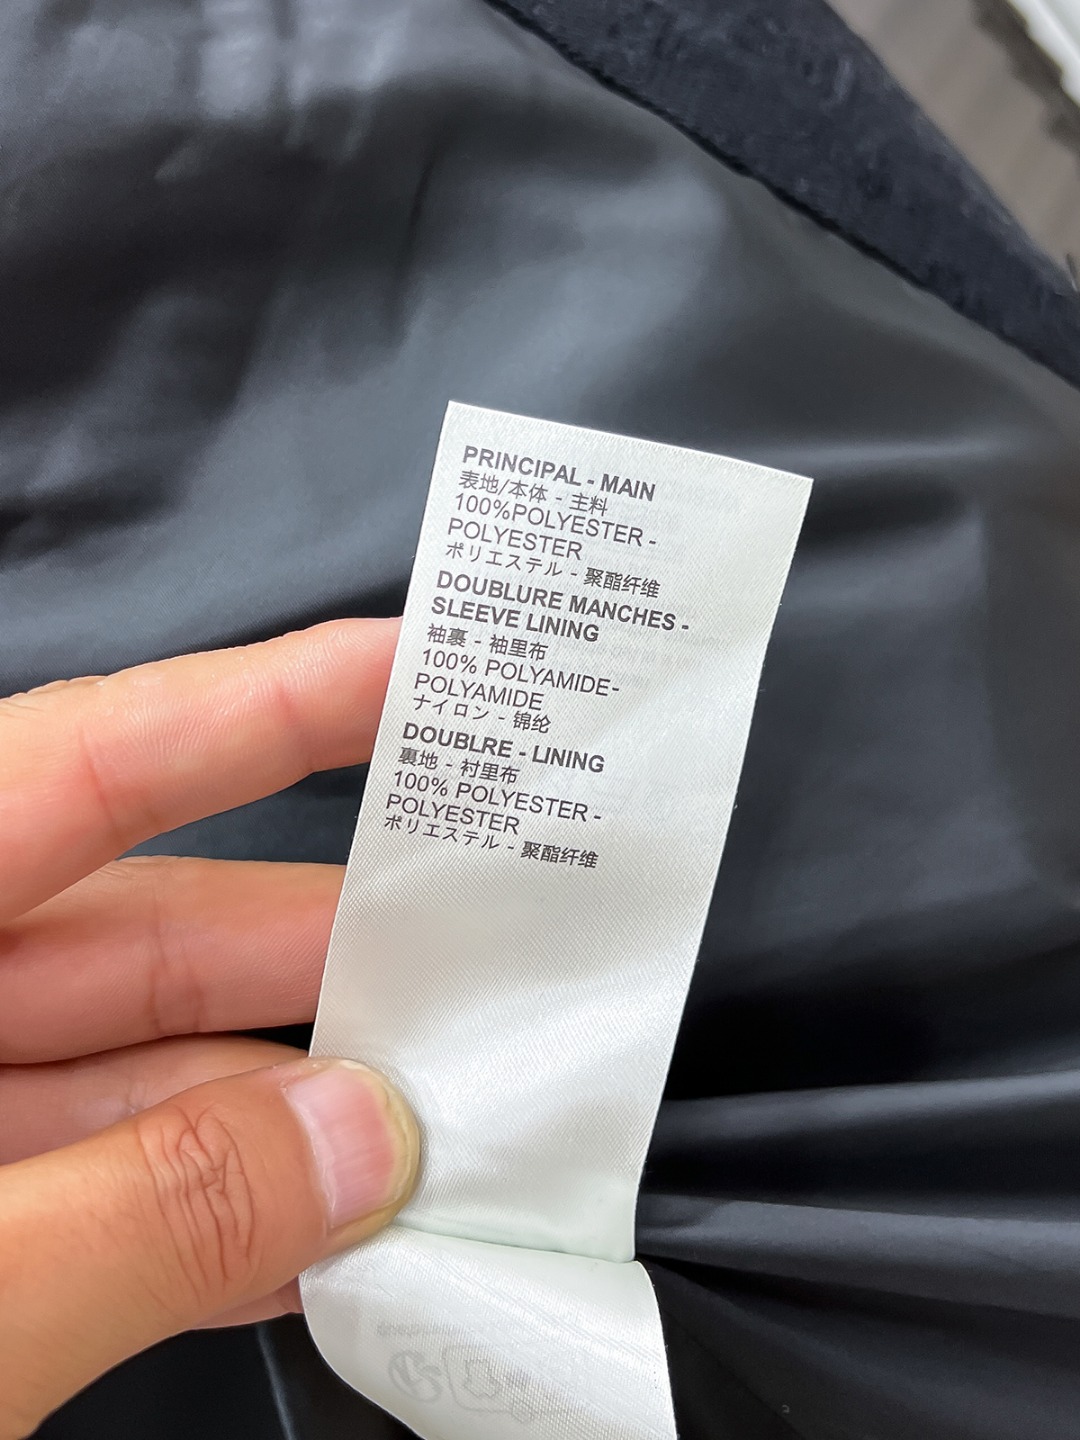 PRINCIPAL - MAIN
表地/本体 - 主料
100%POLYESTER -
POLYESTER
ポリエステル - 聚酯纤维
DOUBLURE MANCHES -
SLEEVE LINING
袖裹 - 袖里布
100% POLYAMIDE-
POLYAMIDE
ナイロン - 锦纶
DOUBLRE - LINING
裏地 - 衬里布
100% POLYESTER -
POLYESTER
ポリエステル - 聚酯纤维